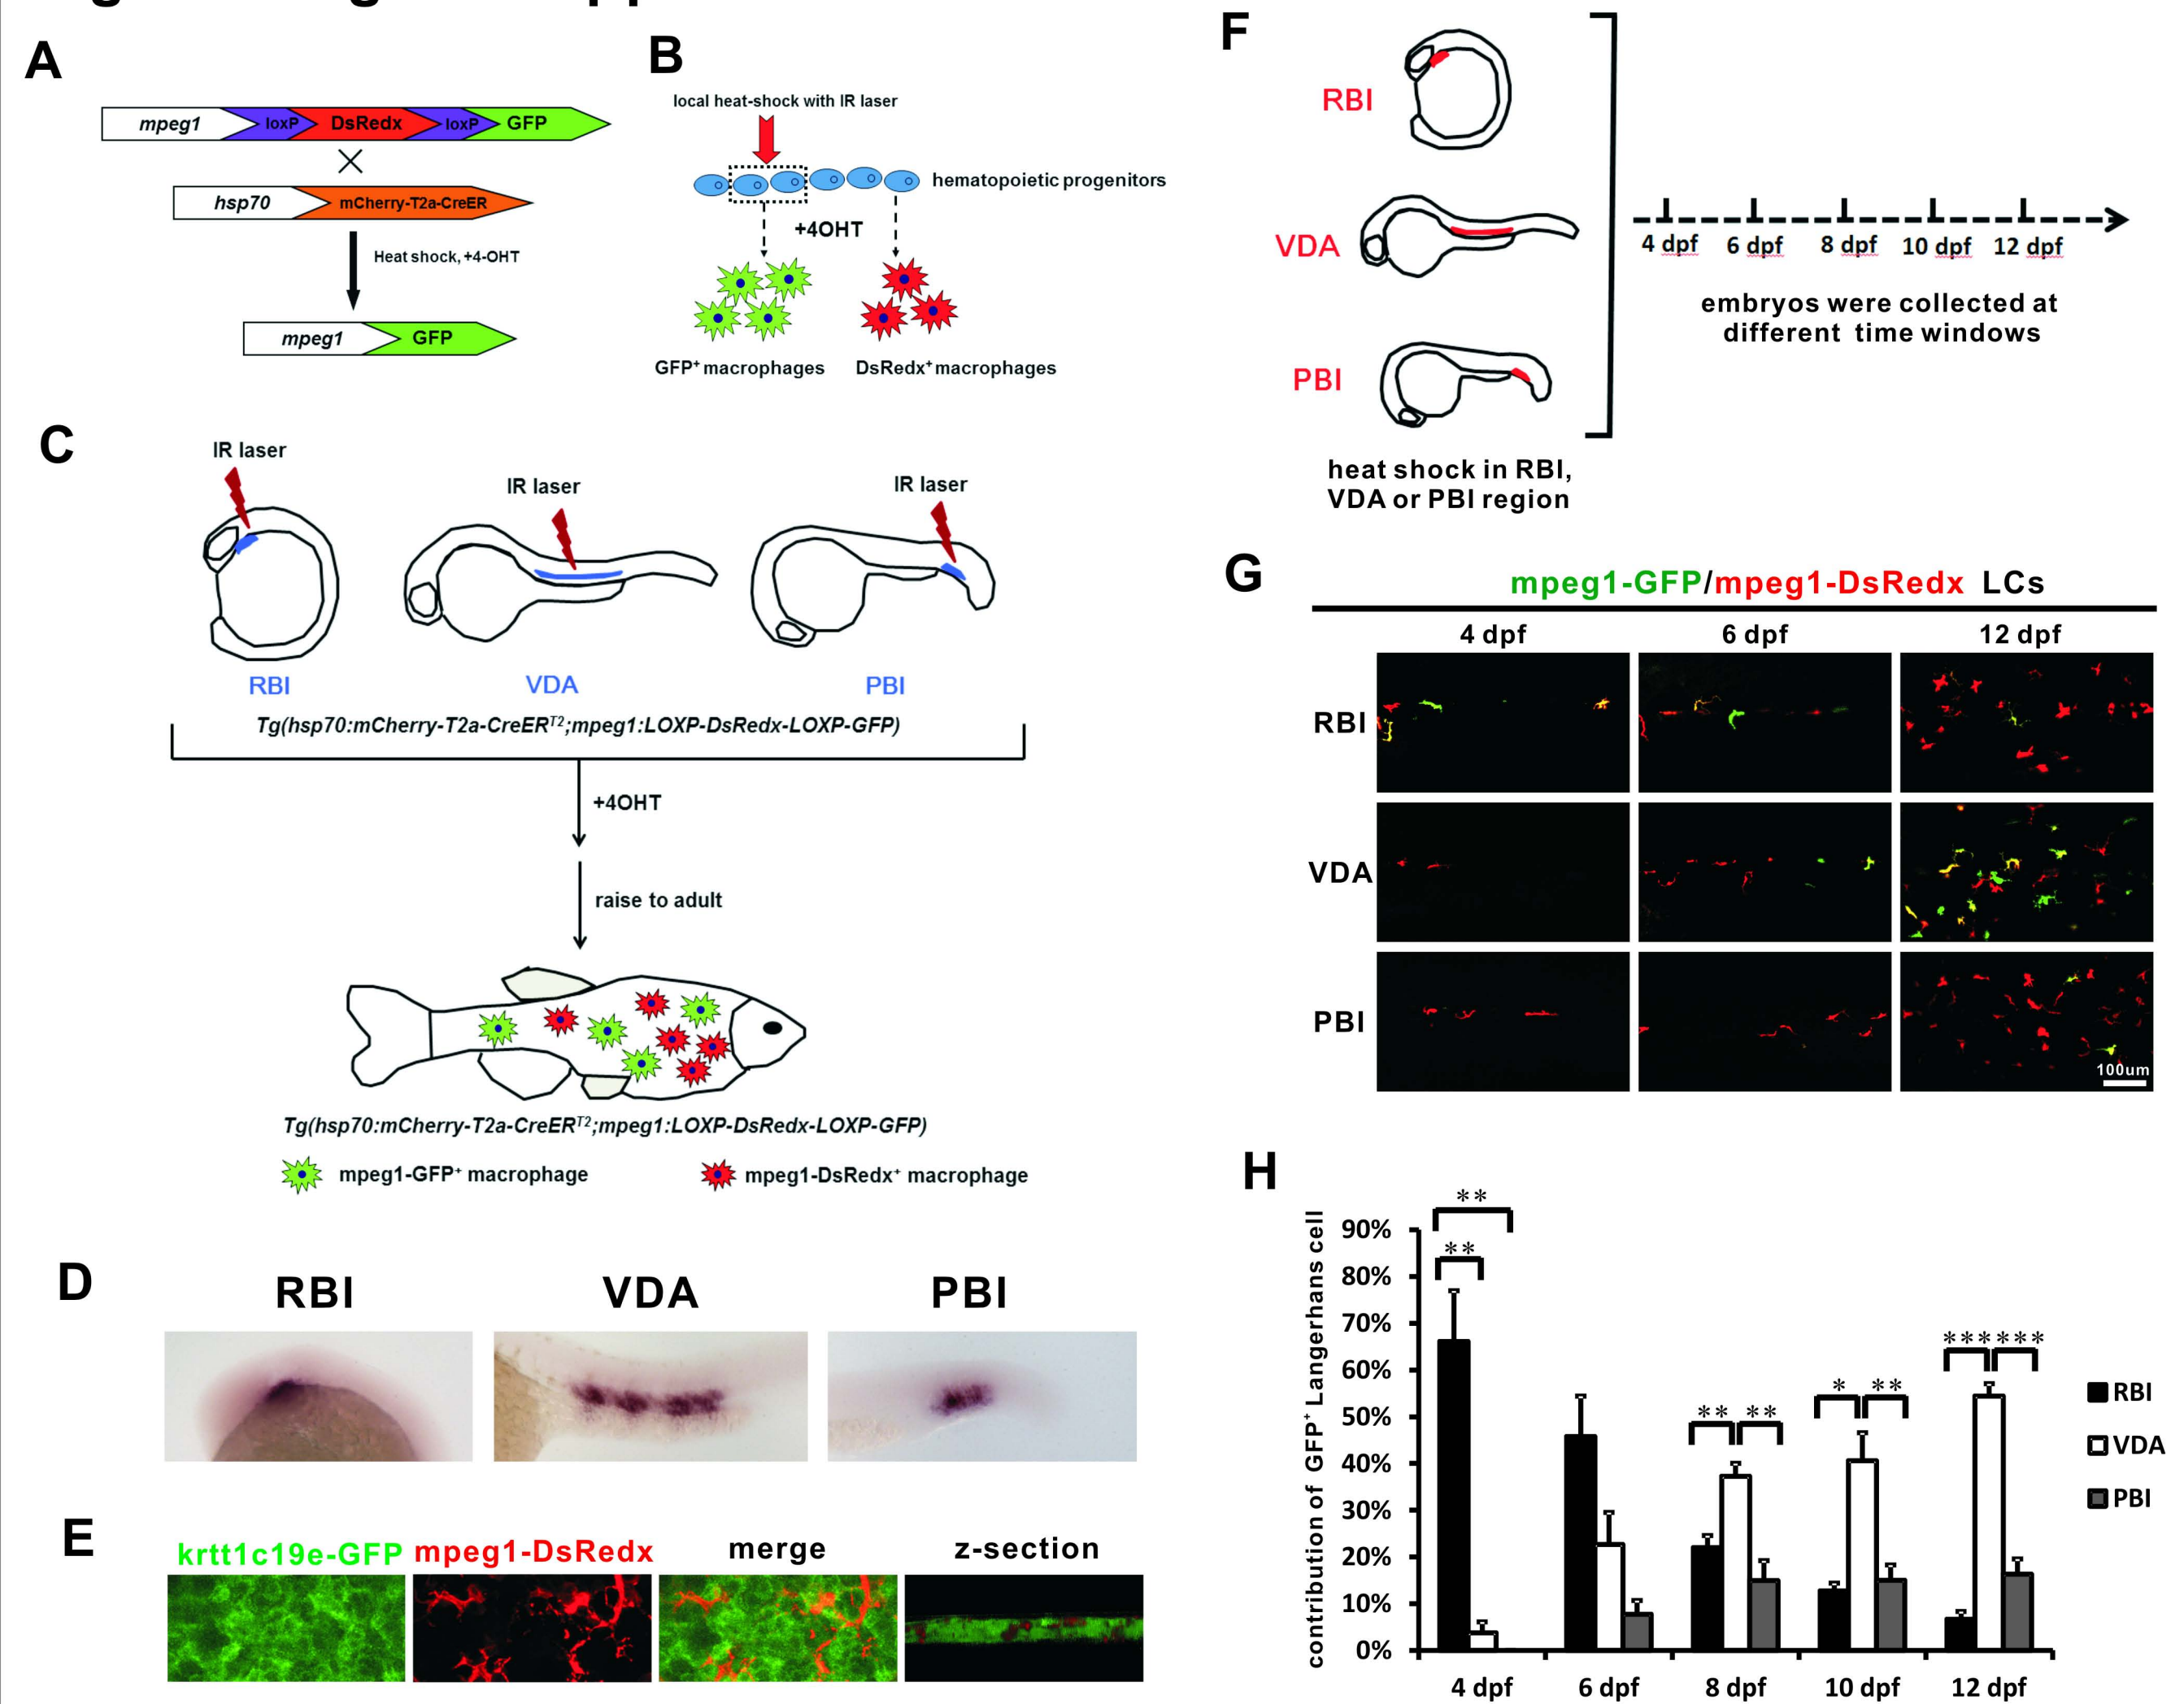 A
mpeg1 loxP DsRedx loxP GFP
hsp70 mCherry-T2a-CreER
Heat shock, +4-OHT
mpeg1 GFP
B
local heat-shock with IR laser
hematopoietic progenitors
+4OHT
GFP+ macrophages DsRedx+ macrophages
C
IR laser
IR laser
IR laser
RBI VDA PBI
Tg(hsp70:mCherry-T2a-CreERT2;mpeg1:LOXP-DsRedx-LOXP-GFP)
+4OHT
raise to adult
Tg(hsp70:mCherry-T2a-CreERT2;mpeg1:LOXP-DsRedx-LOXP-GFP)
mpeg1-GFP+ macrophage mpeg1-DsRedx+ macrophage
D
RBI VDA PBI
E
krtt1c19e-GFP mpeg1-DsRedx merge z-section
F
RBI
VDA
PBI
heat shock in RBI,
VDA or PBI region
4 dpf 6 dpf 8 dpf 10 dpf 12 dpf
embryos were collected at
different time windows
G
mpeg1-GFP/mpeg1-DsRedx LCs
4 dpf 6 dpf 12 dpf
RBI
VDA
PBI
100um
H
contribution of GFP+ Langerhans cell
90%
80%
70%
60%
50%
40%
30%
20%
10%
0%
**
**
** **
* **
*** ***
4 dpf 6 dpf 8 dpf 10 dpf 12 dpf
RBI
VDA
PBI